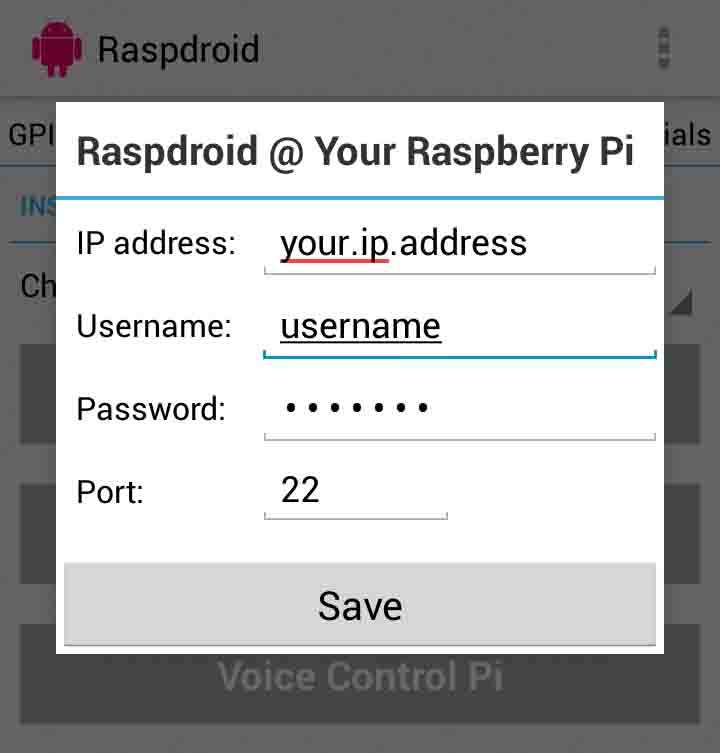 Raspdroid
GPI
ials
Raspdroid @ Your Raspberry Pi
INS
IP address: your.ip.address
Ch
Username: username
Password: •••••••
Port: 22
Save
Voice Control Pi